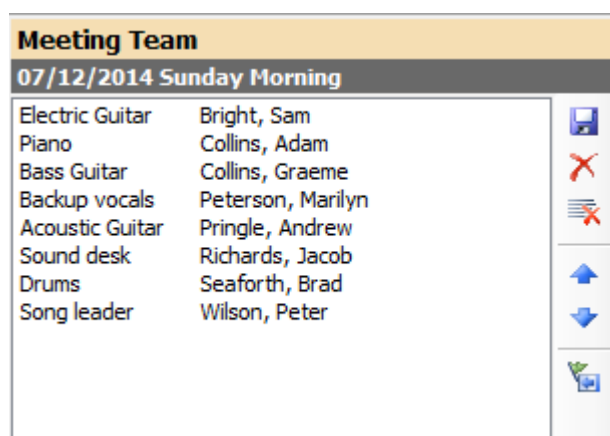 Meeting Team
07/12/2014 Sunday Morning
Electric Guitar Bright, Sam
Piano Collins, Adam
Bass Guitar Collins, Graeme
Backup vocals Peterson, Marilyn
Acoustic Guitar Pringle, Andrew
Sound desk Richards, Jacob
Drums Seaforth, Brad
Song leader Wilson, Peter